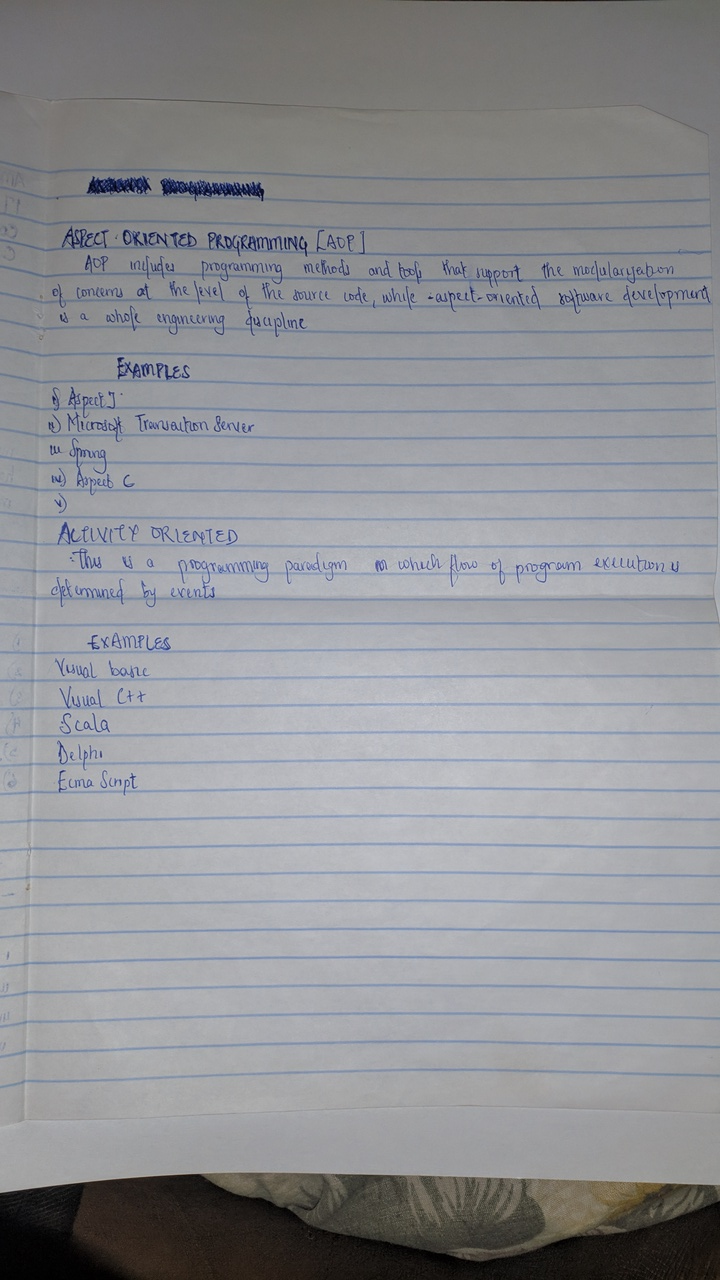 ASPECT-ORIENTED PROGRAMMING [AOP]
AOP includes programming methods and tools that support the modularization
of concerns at the level of the source code, while -aspect-oriented software development
is a whole engineering discipline
EXAMPLES
i) AspectJ
ii) Microsoft Transaction Server
iii Spring
iv) Aspect C
v)
ACTIVITY ORIENTED
This is a programming paradigm in which flow of program execution is
determined by events
EXAMPLES
Visual basic
Visual C++
Scala
Delphi
Ecma Script